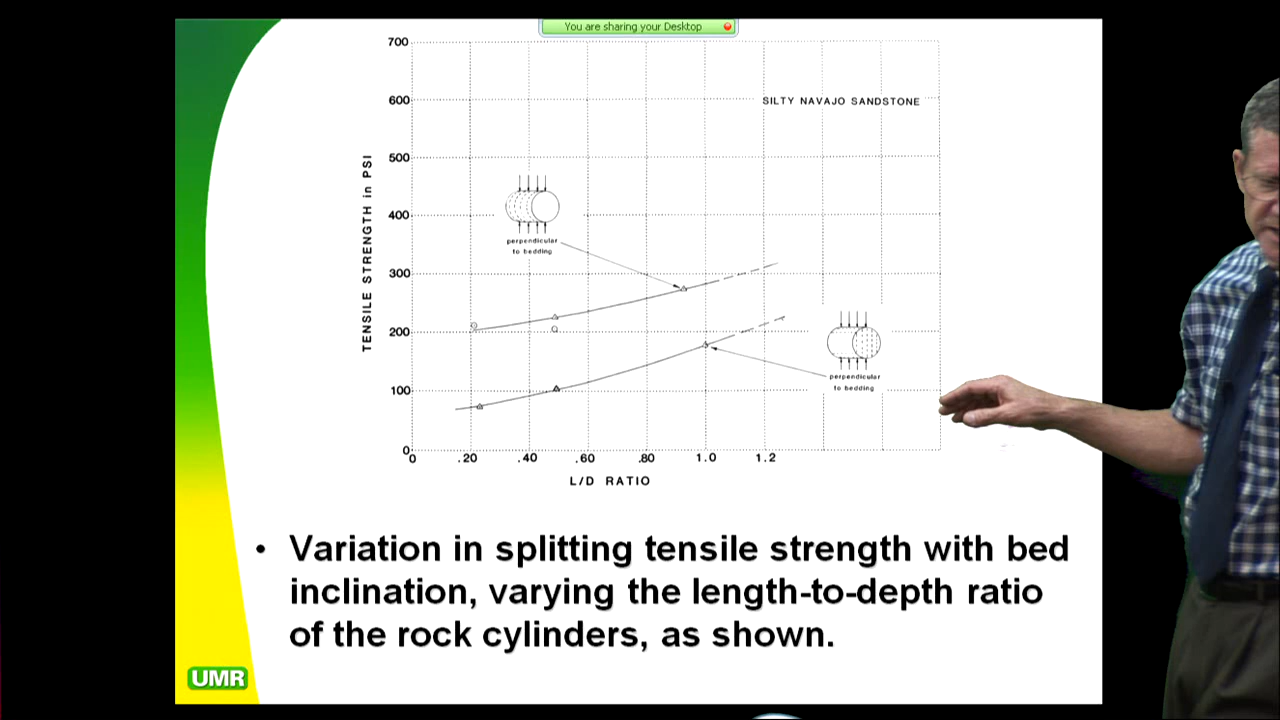 You are sharing your Desktop
700
600
SILTY NAVAJO SANDSTONE
500
TENSILE STRENGTH in PSI
400
perpendicular
to bedding
300
200
perpendicular
to bedding
100
0
0 .20 .40 .60 .80 1.0 1.2
L/D RATIO
• Variation in splitting tensile strength with bed
inclination, varying the length-to-depth ratio
of the rock cylinders, as shown.
UMR